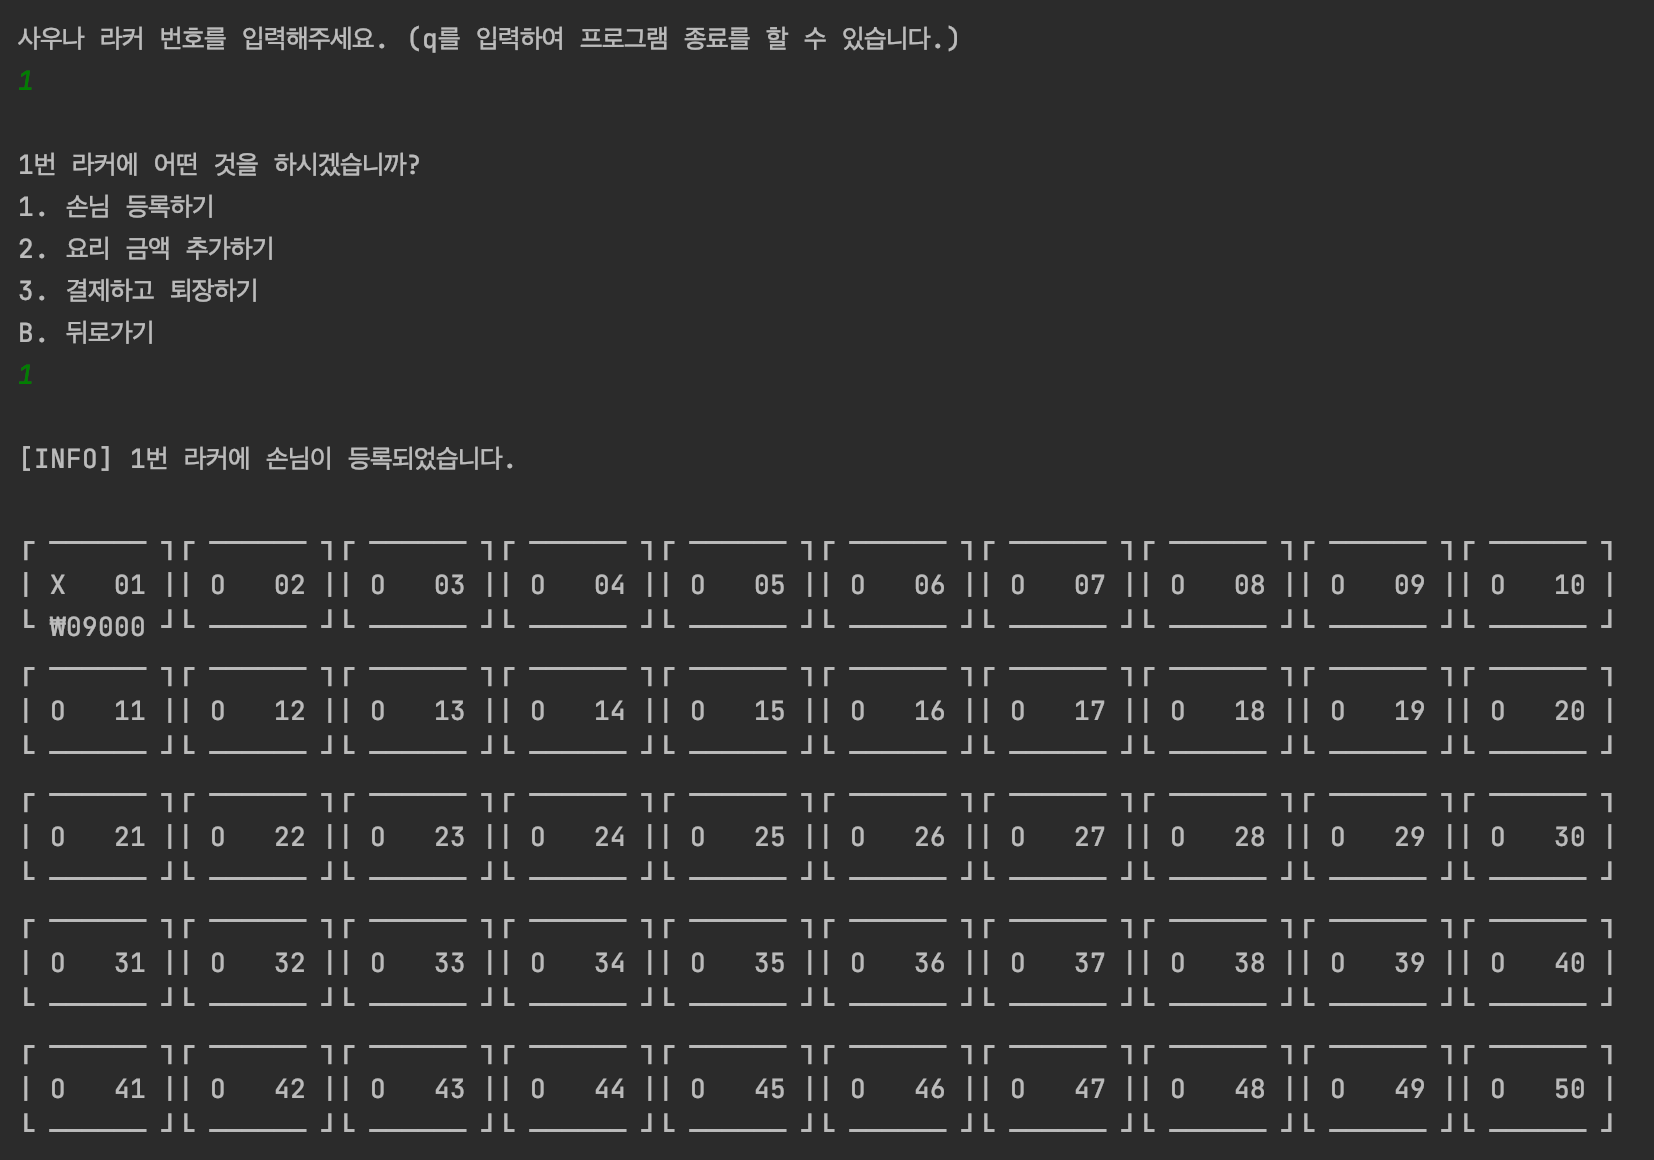 사우나 라커 번호를 입력해주세요. (q를 입력하여 프로그램 종료를 할 수 있습니다.)
1
1번 라커에 어떤 것을 하시겠습니까?
1. 손님 등록하기
2. 요리 금액 추가하기
3. 결제하고 퇴장하기
B. 뒤로가기
1
[INFO] 1번 라커에 손님이 등록되었습니다.
X 01 O 02 O 03 O 04 O 05 O 06 O 07 O 08 O 09 O 10
₩09000
O 11 O 12 O 13 O 14 O 15 O 16 O 17 O 18 O 19 O 20
O 21 O 22 O 23 O 24 O 25 O 26 O 27 O 28 O 29 O 30
O 31 O 32 O 33 O 34 O 35 O 36 O 37 O 38 O 39 O 40
O 41 O 42 O 43 O 44 O 45 O 46 O 47 O 48 O 49 O 50